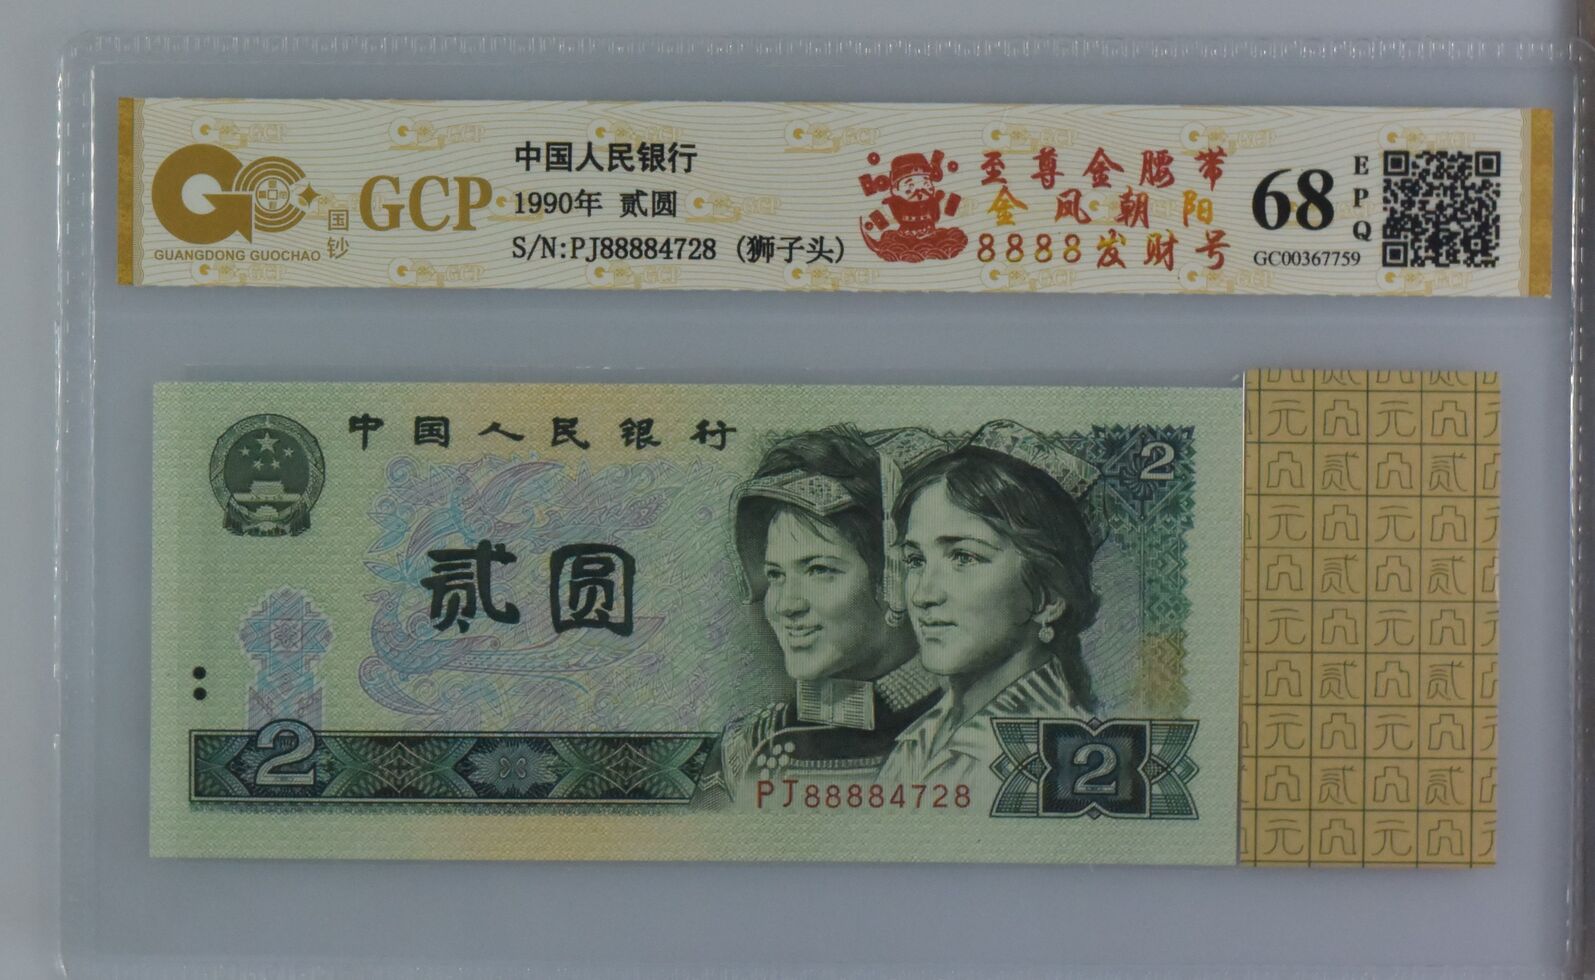 GCP
国钞
GUANGDONG GUOCHAO
中国人民银行
1990年 贰圆
S/N:PJ88884728 (狮子头)
至尊金腰带
金凤朝阳
8888发财号
68
EPQ
GC00367759
中国人民银行
2
贰圆
2
PJ88884728
2